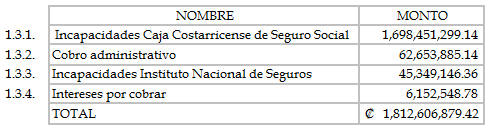 NOMBRE MONTO
1.3.1. Incapacidades Caja Costarricense de Seguro Social 1,698,451,299.14
1.3.2. Cobro administrativo 62,653,885.14
1.3.3. Incapacidades Instituto Nacional de Seguros 45,349,146.36
1.3.4. Intereses por cobrar 6,152,548.78
TOTAL ₡ 1,812,606,879.42